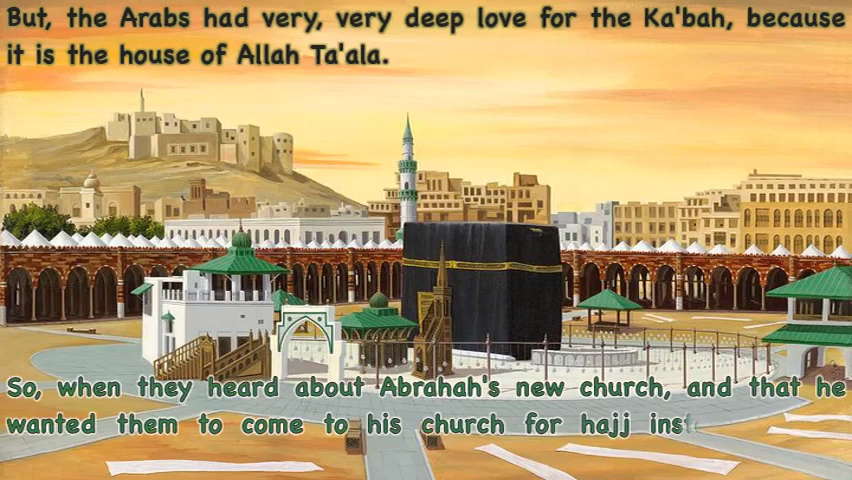 But, the Arabs had very, very deep love for the Ka'bah, because
it is the house of Allah Ta'ala.
So, when they heard about Abrahah's new church, and that he
wanted them to come to his church for hajj inst